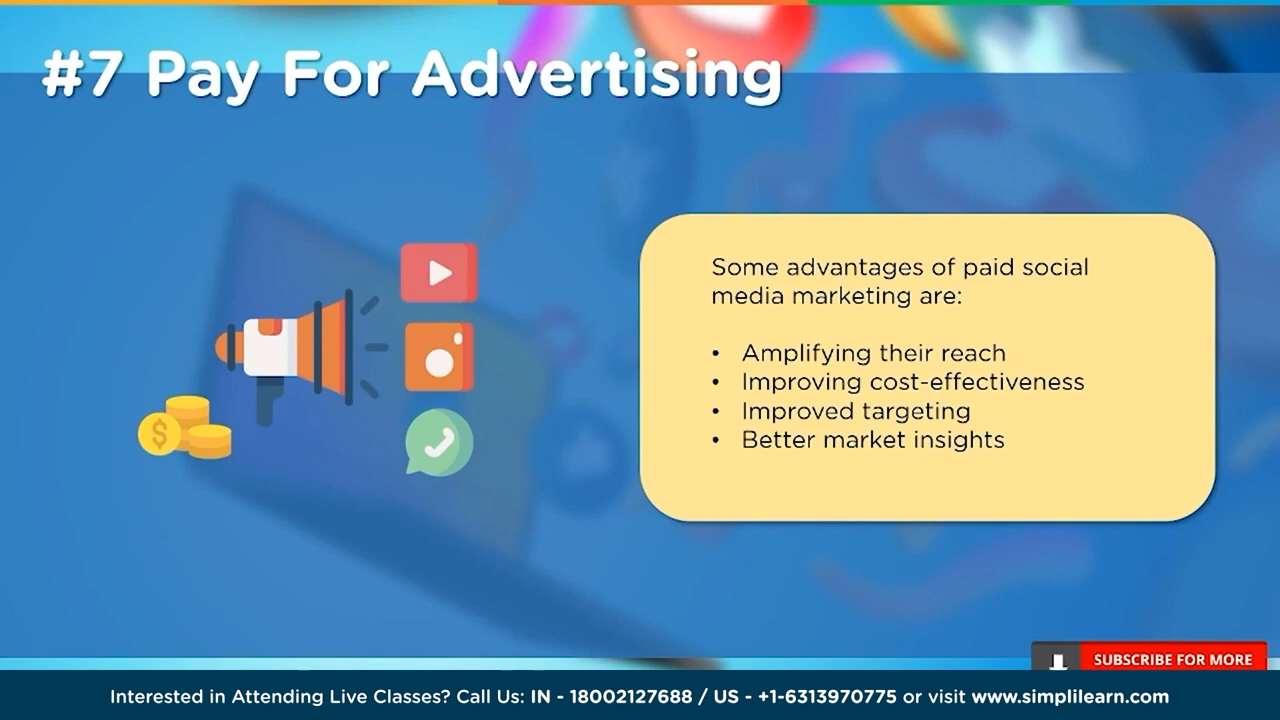 #7 Pay For Advertising
Some advantages of paid social
media marketing are:
• Amplifying their reach
• Improving cost-effectiveness
• Improved targeting
• Better market insights
$
SUBSCRIBE FOR MORE
Interested in Attending Live Classes? Call Us: IN - 18002127688 / US - +1-6313970775 or visit www.simplilearn.com